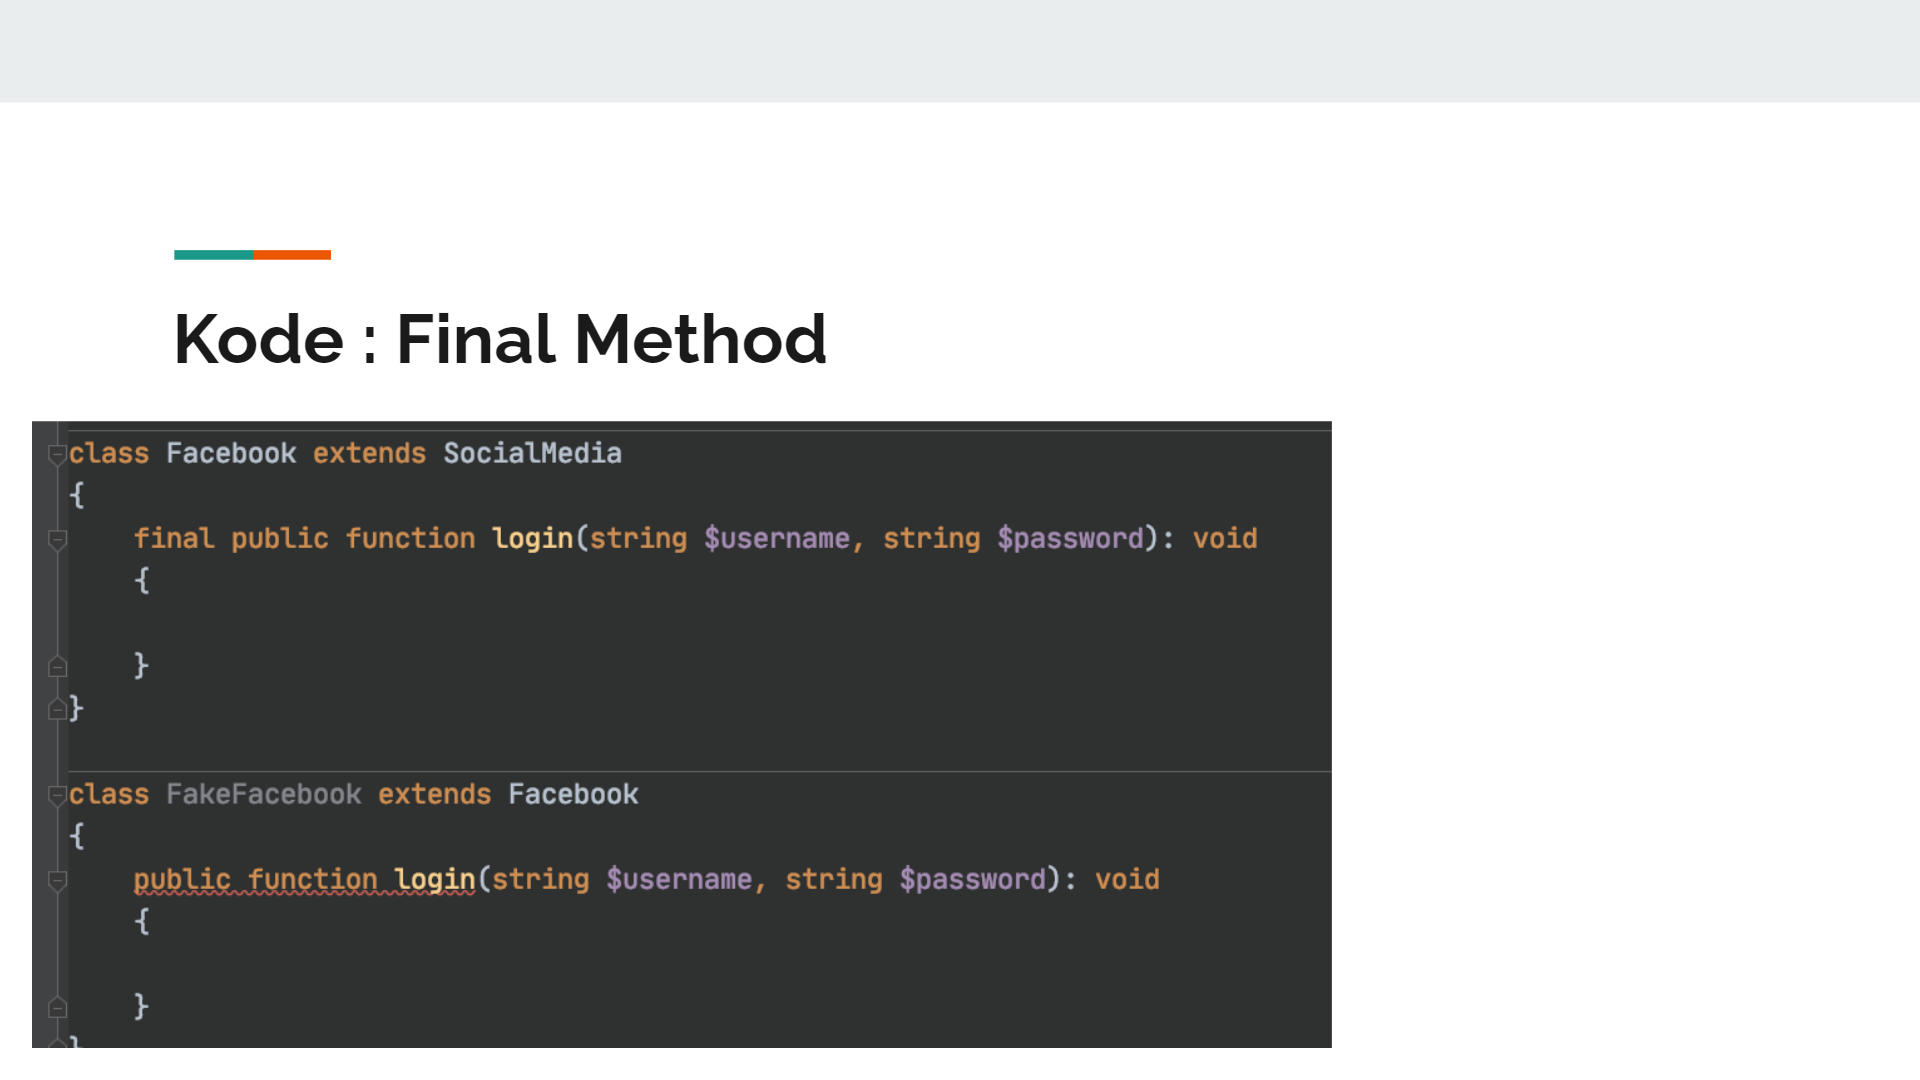 Kode : Final Method
class Facebook extends SocialMedia
{
    final public function login(string $username, string $password): void
    {
    }
}
class FakeFacebook extends Facebook
{
    public function login(string $username, string $password): void
    {
    }
}